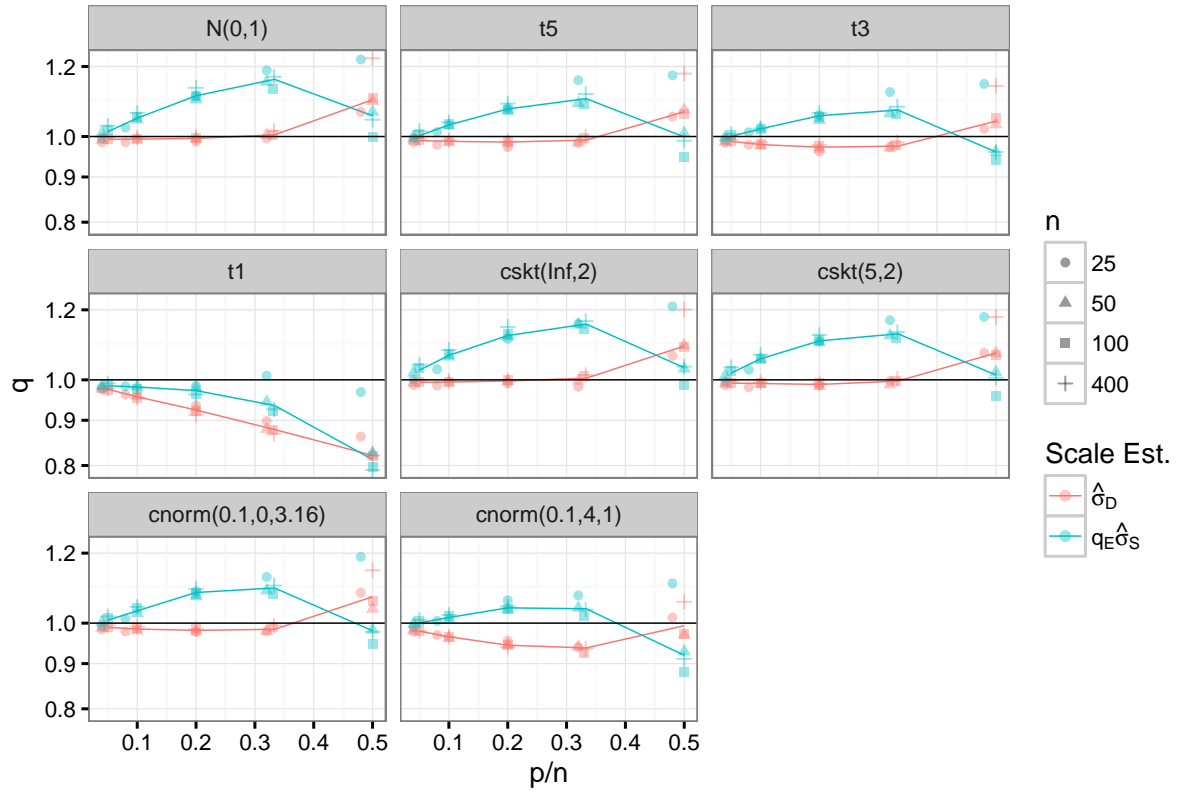 N(0,1) t5 t3
1.2
1.0
0.9
0.8
t1 cskt(Inf,2) cskt(5,2)
1.2
1.0
0.9
0.8
cnorm(0.1,0,3.16) cnorm(0.1,4,1)
1.2
1.0
0.9
0.8
0.1 0.2 0.3 0.4 0.5 0.1 0.2 0.3 0.4 0.5
p/n
q
n
25
50
100
400
Scale Est.
σ̂_D
q_Eσ̂_S